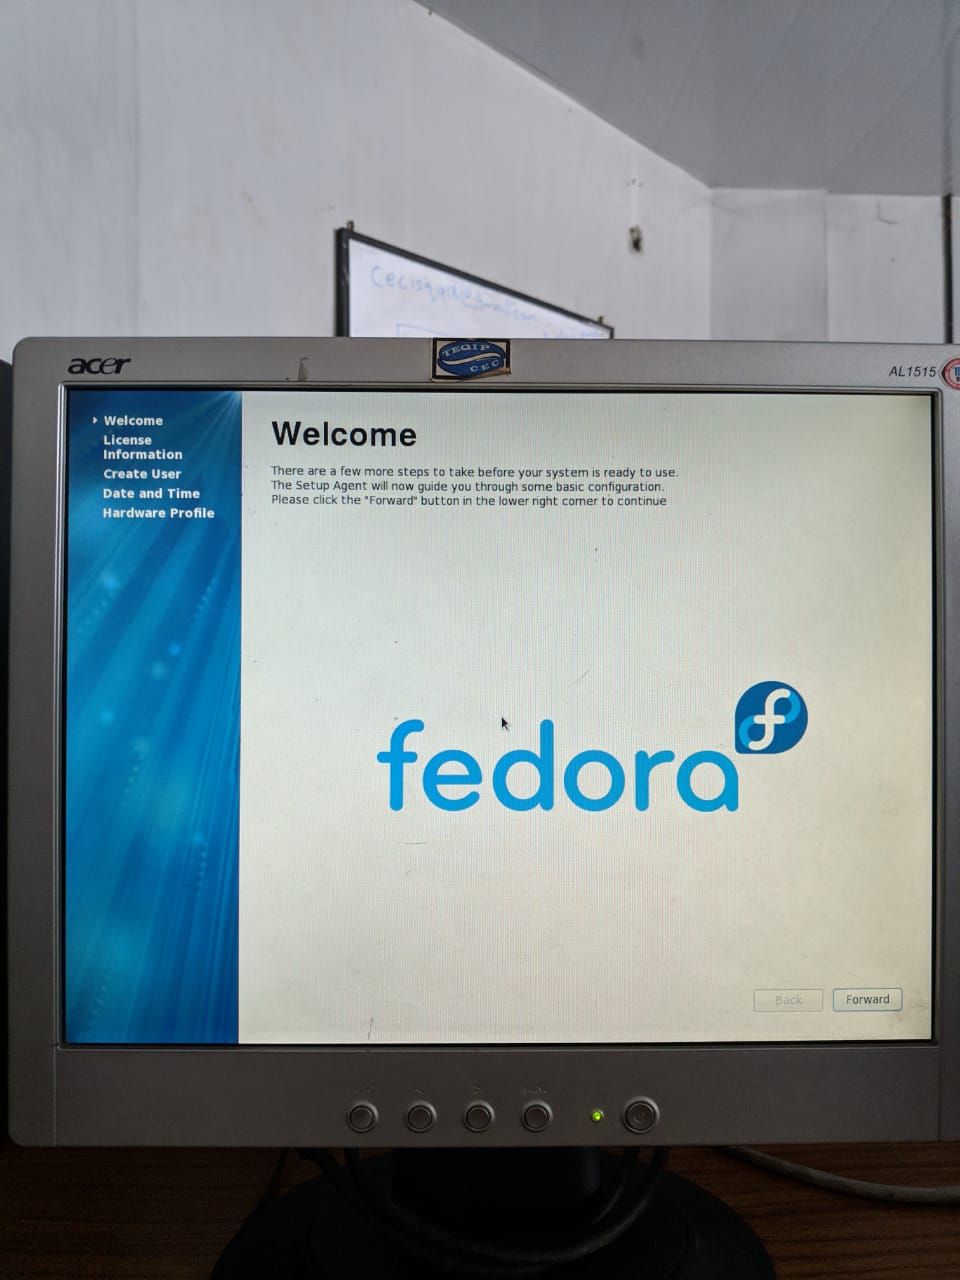 acer
TEQIP
CEC
AL1515
Welcome
License
Information
Create User
Date and Time
Hardware Profile
Welcome
There are a few more steps to take before your system is ready to use.
The Setup Agent will now guide you through some basic configuration.
Please click the "Forward" button in the lower right corner to continue
fedora
Back
Forward
MENU